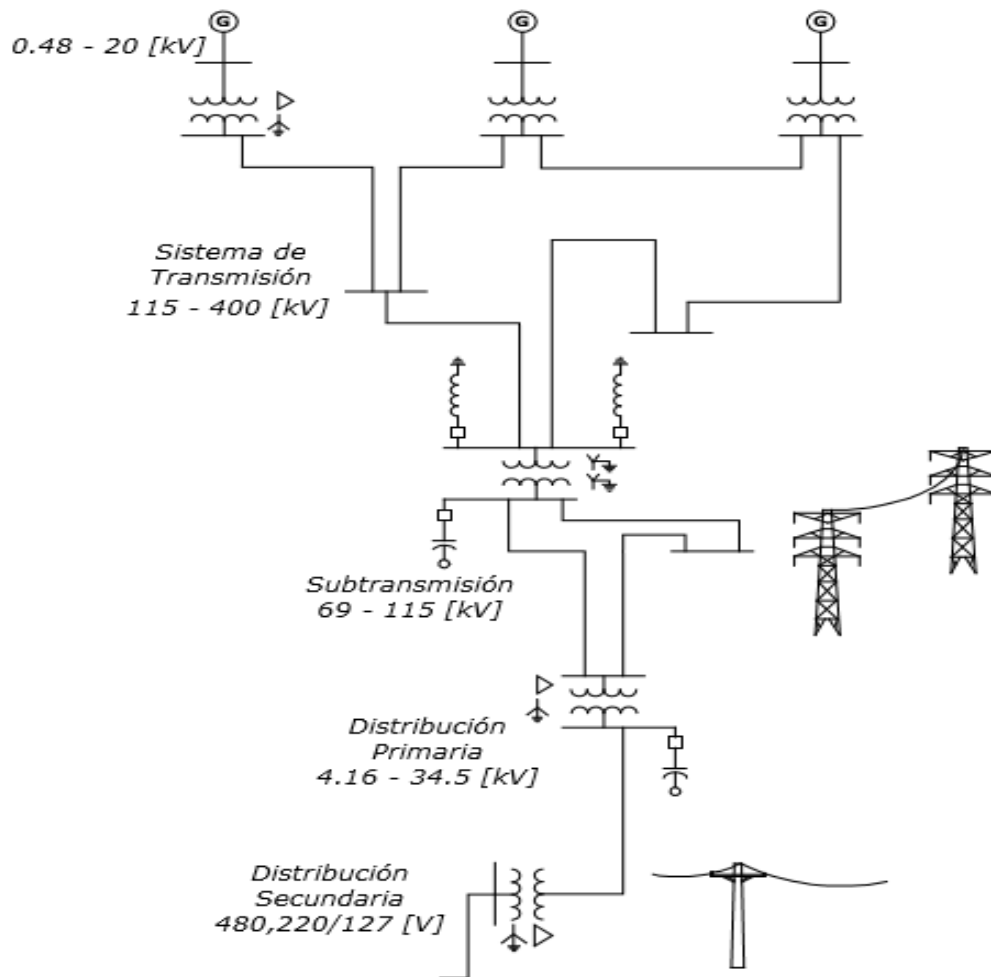 G
G
G
0.48 - 20 [kV]
Sistema de
Transmisión
115 - 400 [kV]
Subtransmisión
69 - 115 [kV]
Distribución
Primaria
4.16 - 34.5 [kV]
Distribución
Secundaria
480,220/127 [V]